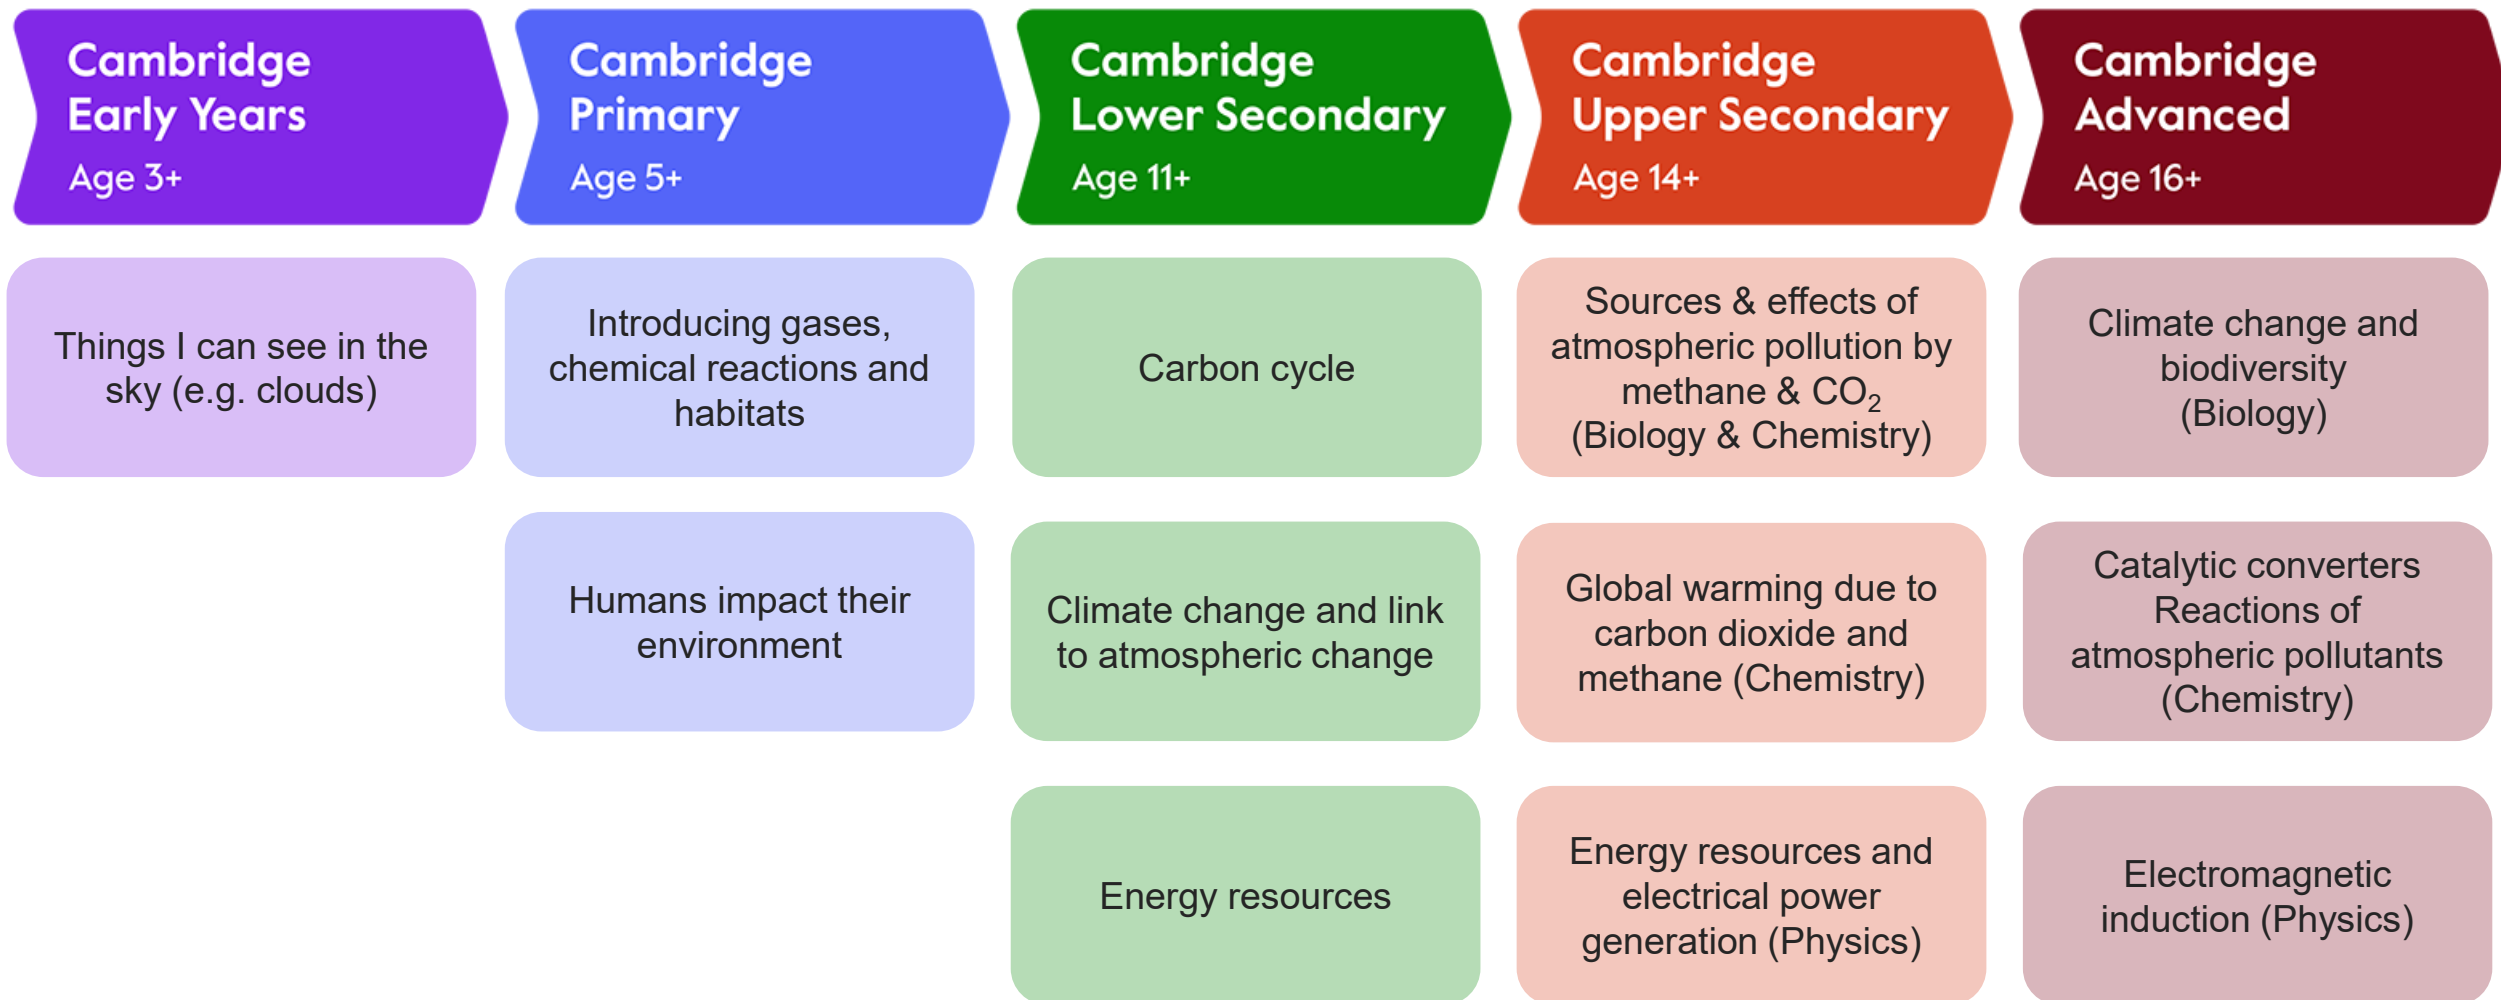 Cambridge
Early Years
Age 3+
Cambridge
Primary
Age 5+
Cambridge
Lower Secondary
Age 11+
Cambridge
Upper Secondary
Age 14+
Cambridge
Advanced
Age 16+
Things I can see in the
sky (e.g. clouds)
Introducing gases,
chemical reactions and
habitats
Carbon cycle
Sources & effects of
atmospheric pollution by
methane & CO₂
(Biology & Chemistry)
Climate change and
biodiversity
(Biology)
Humans impact their
environment
Climate change and link
to atmospheric change
Global warming due to
carbon dioxide and
methane (Chemistry)
Catalytic converters
Reactions of
atmospheric pollutants
(Chemistry)
Energy resources
Energy resources and
electrical power
generation (Physics)
Electromagnetic
induction (Physics)